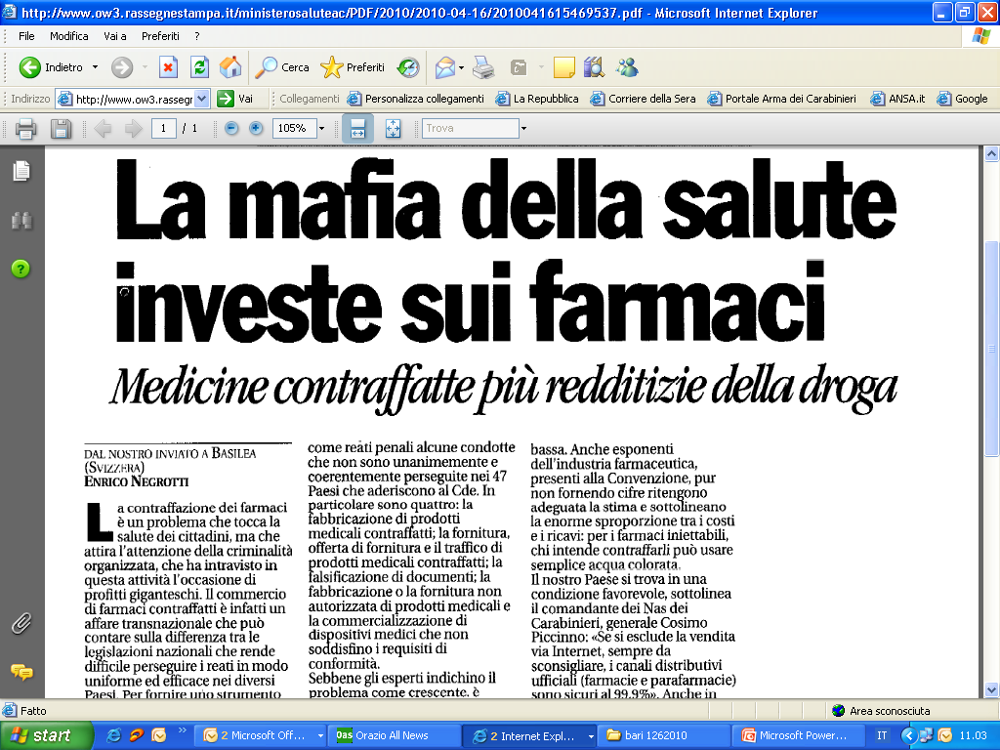 http://www.ow3.rassegnestampa.it/ministerosaluteac/PDF/2010/2010-04-16/2010041615469537.pdf - Microsoft Internet Explorer
File Modifica Vai a Preferiti ?
Indietro Cerca Preferiti
Indirizzo http://www.ow3.rassegr Vai Collegamenti Personalizza collegamenti La Repubblica Corriere della Sera Portale Arma dei Carabinieri ANSA.it Google
1 / 1 105% Trova
La mafia della salute
investe sui farmaci
Medicine contraffatte più redditizie della droga
DAL NOSTRO INVIATO A BASILEA
(SVIZZERA)
ENRICO NEGROTTI
La contraffazione dei farmaci
è un problema che tocca la
salute dei cittadini, ma che
attira l'attenzione della criminalità
organizzata, che ha intravisto in
questa attività l'occasione di
profitti giganteschi. Il commercio
di farmaci contraffatti è infatti un
affare transnazionale che può
contare sulla differenza tra le
legislazioni nazionali che rende
difficile perseguire i reati in modo
uniforme ed efficace nei diversi
Paesi. Per fornire uno strumento
come reati penali alcune condotte
che non sono unanimemente e
coerentemente perseguite nei 47
Paesi che aderiscono al Cde. In
particolare sono quattro: la
fabbricazione di prodotti
medicali contraffatti; la fornitura,
offerta di fornitura e il traffico di
prodotti medicali contraffatti; la
falsificazione di documenti; la
fabbricazione o la fornitura non
autorizzata di prodotti medicali e
la commercializzazione di
dispositivi medici che non
soddisfino i requisiti di
conformità.
Sebbene gli esperti indichino il
problema come crescente, è
bassa. Anche esponenti
dell'industria farmaceutica,
presenti alla Convenzione, pur
non fornendo cifre ritengono
adeguata la stima e sottolineano
la enorme sproporzione tra i costi
e i ricavi: per i farmaci iniettabili,
chi intende contraffarli può usare
semplice acqua colorata.
Il nostro Paese si trova in una
condizione favorevole, sottolinea
il comandante dei Nas dei
Carabinieri, generale Cosimo
Piccinno: «Se si esclude la vendita
via Internet, sempre da
sconsigliare, i canali distributivi
ufficiali (farmacie e parafarmacie)
sono sicuri al 99,9%». Anche in
Fatto Area sconosciuta
start 2 Microsoft Off... Oas Orazio All News 2 Internet Expl... bari 1262010 Microsoft Power... IT 11.03